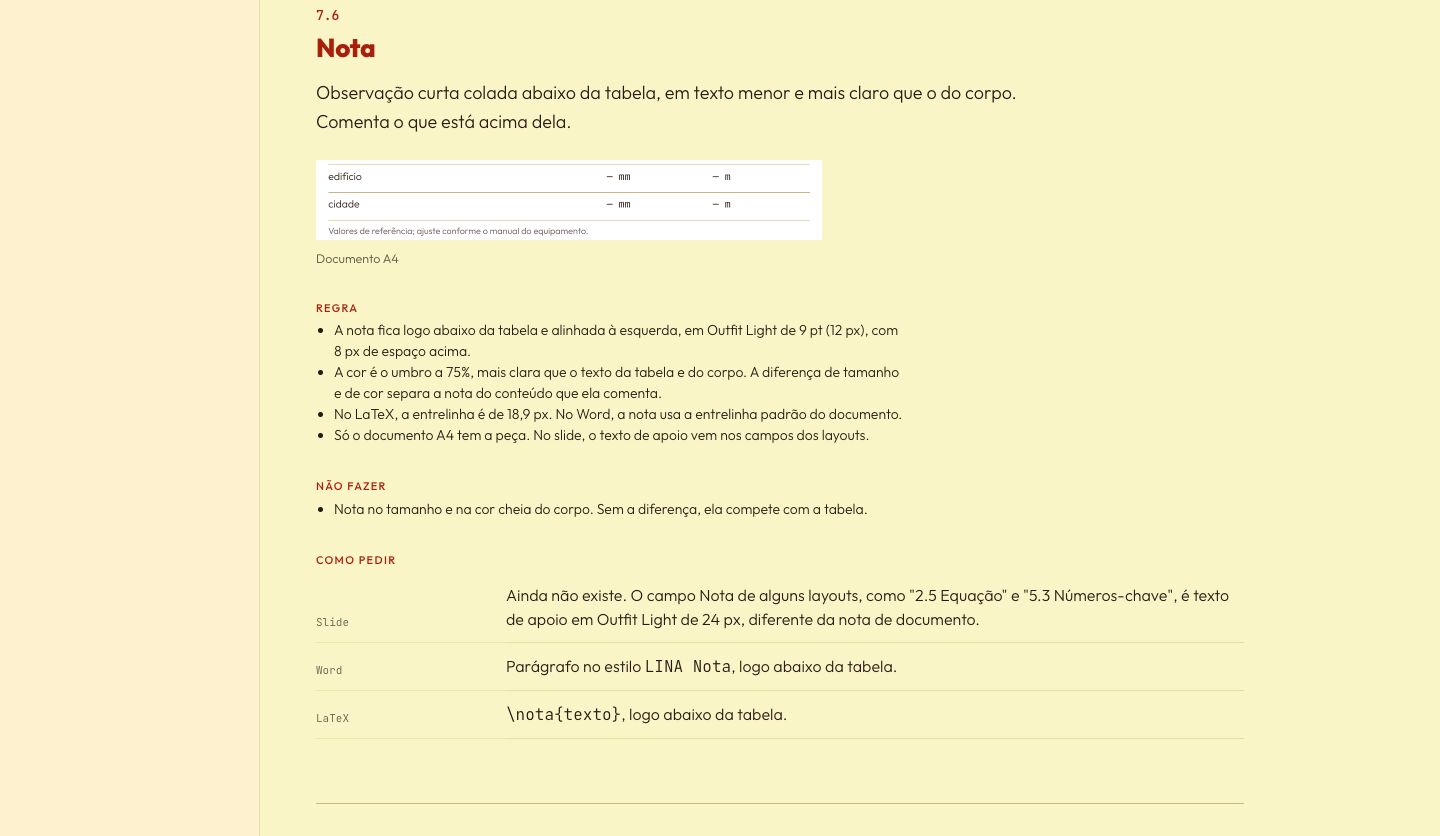 7.6
Nota
Observação curta colada abaixo da tabela, em texto menor e mais claro que o do corpo.
Comenta o que está acima dela.
edifício — mm — m
cidade — mm — m
Valores de referência; ajuste conforme o manual do equipamento.
Documento A4
REGRA
• A nota fica logo abaixo da tabela e alinhada à esquerda, em Outfit Light de 9 pt (12 px), com
8 px de espaço acima.
• A cor é o umbro a 75%, mais clara que o texto da tabela e do corpo. A diferença de tamanho
e de cor separa a nota do conteúdo que ela comenta.
• No LaTeX, a entrelinha é de 18,9 px. No Word, a nota usa a entrelinha padrão do documento.
• Só o documento A4 tem a peça. No slide, o texto de apoio vem nos campos dos layouts.
NÃO FAZER
• Nota no tamanho e na cor cheia do corpo. Sem a diferença, ela compete com a tabela.
COMO PEDIR
Ainda não existe. O campo Nota de alguns layouts, como "2.5 Equação" e "5.3 Números-chave", é texto
Slide de apoio em Outfit Light de 24 px, diferente da nota de documento.
Word Parágrafo no estilo LINA Nota, logo abaixo da tabela.
LaTeX \nota{texto}, logo abaixo da tabela.